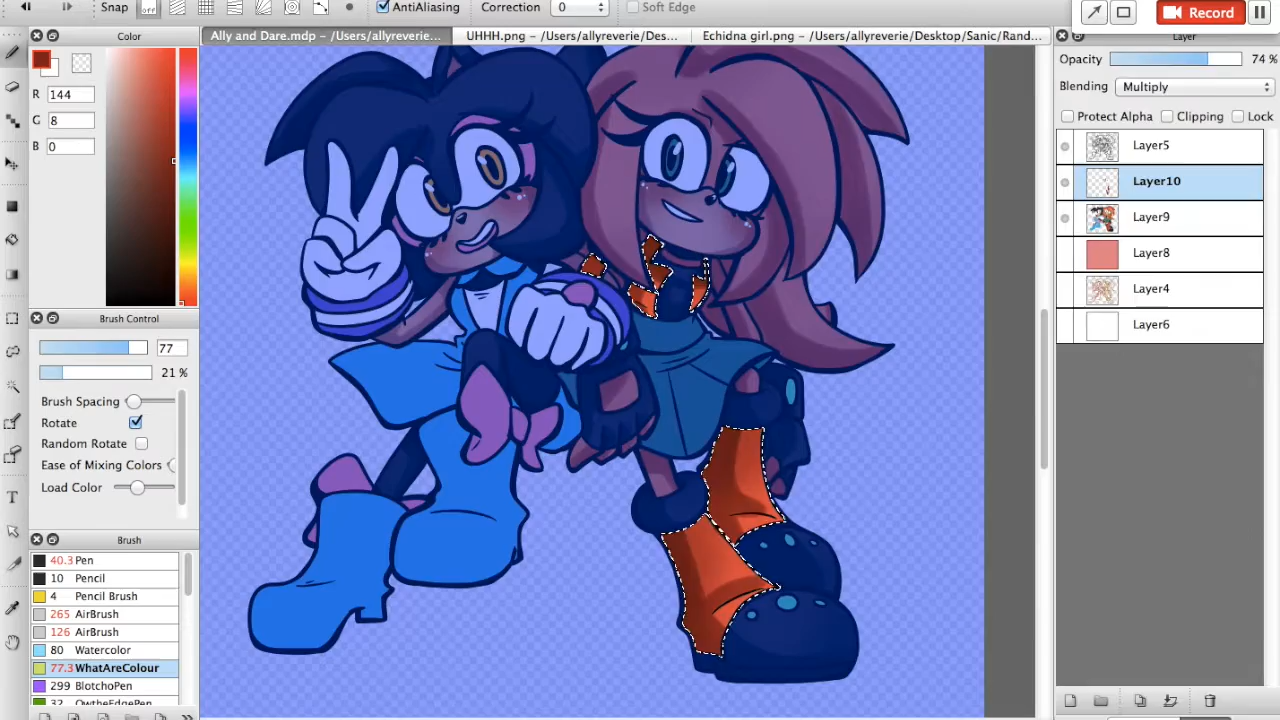 Snap off AntiAliasing Correction 0 Soft Edge Record
Color
Ally and Dare.mdp – /Users/allyreverie... UHHH.png – /Users/allyreverie/Des... Echidna girl.png – /Users/allyreverie/Desktop/Sanic/Rand...
Layer
R 144
G 8
B 0
Opacity 74 %
Blending Multiply
Protect Alpha Clipping Lock
Layer5
Layer10
Layer9
Layer8
Layer4
Layer6
Brush Control
77
21 %
Brush Spacing
Rotate
Random Rotate
Ease of Mixing Colors
Load Color
Brush
40.3 Pen
10 Pencil
4 Pencil Brush
265 AirBrush
126 AirBrush
80 Watercolor
77.3 WhatAreColour
299 BlotchoPen
32 OwtheEdgePen
T